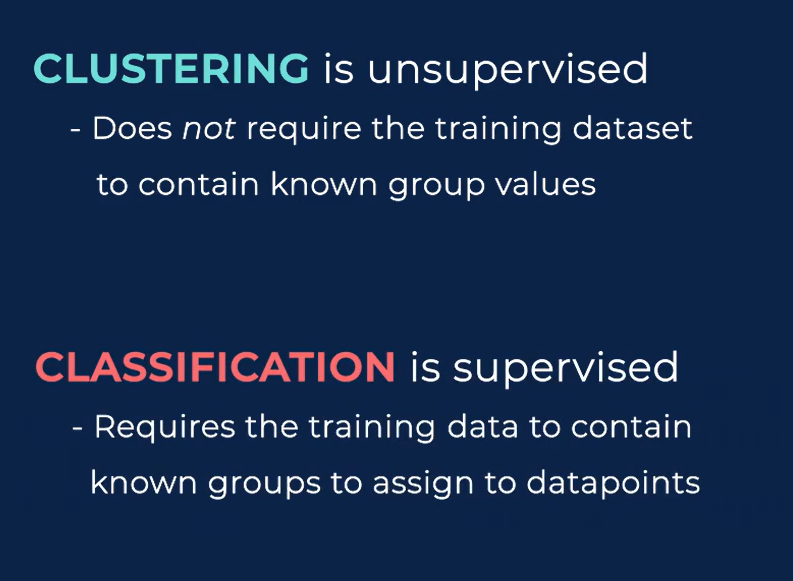 CLUSTERING is unsupervised
- Does not require the training dataset
to contain known group values
CLASSIFICATION is supervised
- Requires the training data to contain
known groups to assign to datapoints